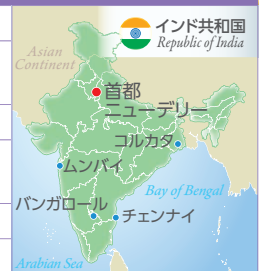 インド共和国
Republic of India
Asian
Continent
首都
ニューデリー
コルカタ
ムンバイ
Bay of Bengal
バンガロール
チェンナイ
Arabian Sea